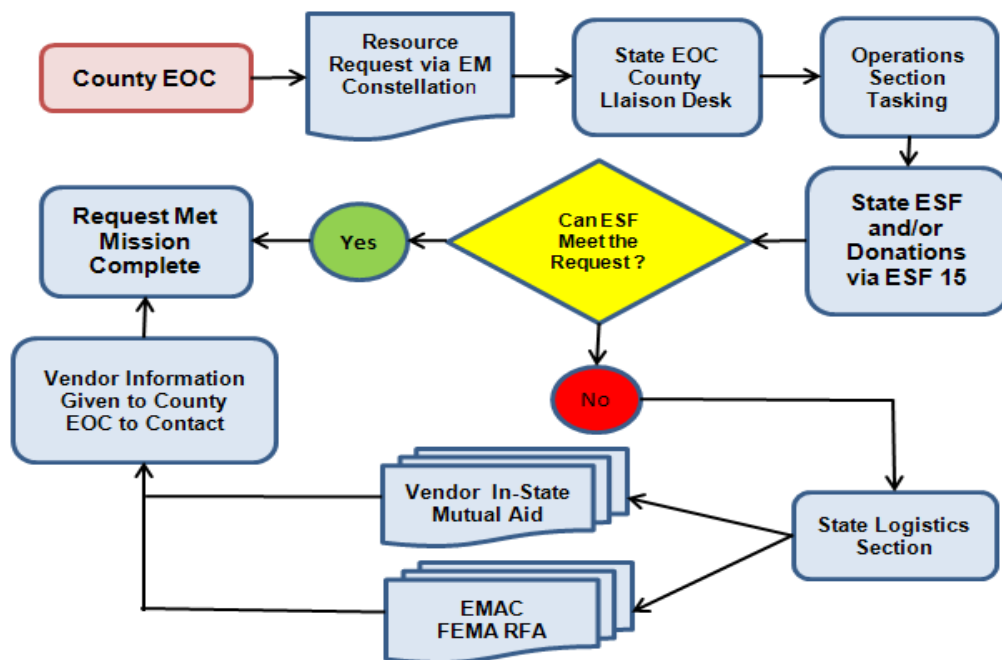 County EOC
Resource
Request via EM
Constellation
State EOC
County
LIaison Desk
Operations
Section
Tasking
Request Met
Mission
Complete
Yes
Can ESF
Meet the
Request ?
State ESF
and/or
Donations
via ESF 15
Vendor Information
Given to County
EOC to Contact
No
Vendor In-State
Mutual Aid
State Logistics
Section
EMAC
FEMA RFA